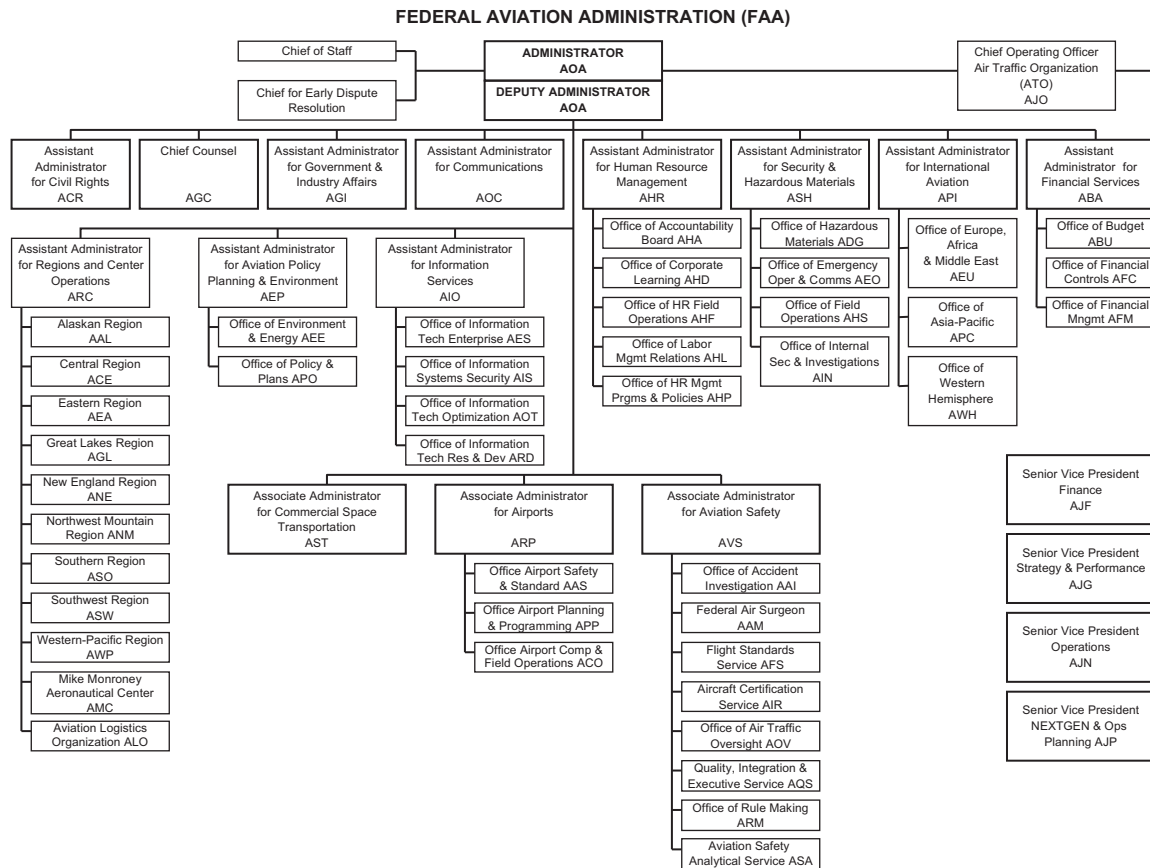 FEDERAL AVIATION ADMINISTRATION (FAA)
Chief of Staff
Chief for Early Dispute
Resolution
ADMINISTRATOR
AOA
DEPUTY ADMINISTRATOR
AOA
Chief Operating Officer
Air Traffic Organization
(ATO)
AJO
Assistant
Administrator
for Civil Rights
ACR
Chief Counsel
AGC
Assistant Administrator
for Government &
Industry Affairs
AGI
Assistant Administrator
for Communications
AOC
Assistant Administrator
for Human Resource
Management
AHR
Assistant Administrator
for Security &
Hazardous Materials
ASH
Assistant Administrator
for International
Aviation
API
Assistant
Administrator for
Financial Services
ABA
Office of Accountability
Board AHA
Office of Corporate
Learning AHD
Office of HR Field
Operations AHF
Office of Labor
Mgmt Relations AHL
Office of HR Mgmt
Prgms & Policies AHP
Office of Hazardous
Materials ADG
Office of Emergency
Oper & Comms AEO
Office of Field
Operations AHS
Office of Internal
Sec & Investigations
AIN
Office of Europe,
Africa
& Middle East
AEU
Office of
Asia-Pacific
APC
Office of
Western
Hemisphere
AWH
Office of Budget
ABU
Office of Financial
Controls AFC
Office of Financial
Mngmt AFM
Assistant Administrator
for Regions and Center
Operations
ARC
Alaskan Region
AAL
Central Region
ACE
Eastern Region
AEA
Great Lakes Region
AGL
New England Region
ANE
Northwest Mountain
Region ANM
Southern Region
ASO
Southwest Region
ASW
Western-Pacific Region
AWP
Mike Monroney
Aeronautical Center
AMC
Aviation Logistics
Organization ALO
Assistant Administrator
for Aviation Policy
Planning & Environment
AEP
Office of Environment
& Energy AEE
Office of Policy &
Plans APO
Assistant Administrator
for Information
Services
AIO
Office of Information
Tech Enterprise AES
Office of Information
Systems Security AIS
Office of Information
Tech Optimization AOT
Office of Information
Tech Res & Dev ARD
Associate Administrator
for Commercial Space
Transportation
AST
Associate Administrator
for Airports
ARP
Office Airport Safety
& Standard AAS
Office Airport Planning
& Programming APP
Office Airport Comp &
Field Operations ACO
Associate Administrator
for Aviation Safety
AVS
Office of Accident
Investigation AAI
Federal Air Surgeon
AAM
Flight Standards
Service AFS
Aircraft Certification
Service AIR
Office of Air Traffic
Oversight AOV
Quality, Integration &
Executive Service AQS
Office of Rule Making
ARM
Aviation Safety
Analytical Service ASA
Senior Vice President
Finance
AJF
Senior Vice President
Strategy & Performance
AJG
Senior Vice President
Operations
AJN
Senior Vice President
NEXTGEN & Ops
Planning AJP